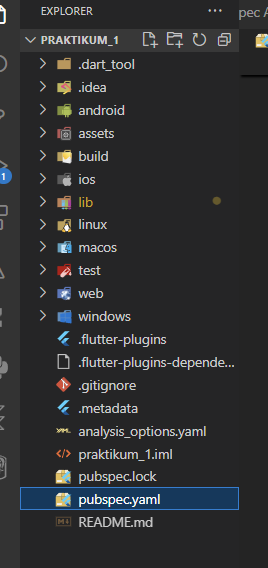 EXPLORER
pec A
PRAKTIKUM_1
.dart_tool
.idea
android
assets
build
ios
lib
linux
macos
test
web
windows
.flutter-plugins
.flutter-plugins-depende...
.gitignore
.metadata
analysis_options.yaml
praktikum_1.iml
pubspec.lock
pubspec.yaml
README.md
1